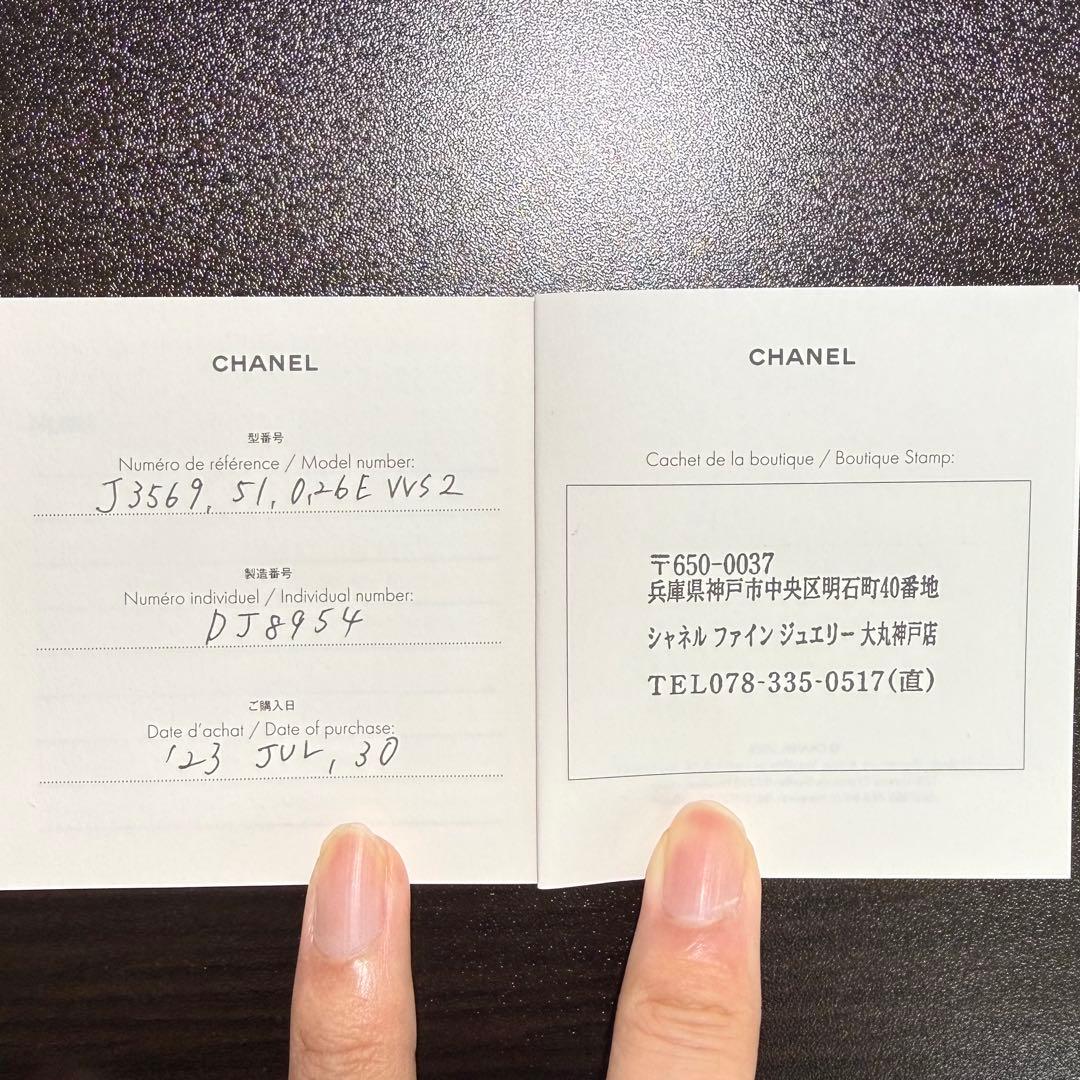 CHANEL
型番号
Numéro de référence / Model number:
J3569, 51, 0,26E VVS2
製造番号
Numéro individuel / Individual number:
DJ8954
ご購入日
Date d'achat / Date of purchase:
'23 JUL, 30
CHANEL
Cachet de la boutique / Boutique Stamp:
〒650-0037
兵庫県神戸市中央区明石町40番地
シャネル ファイン ジュエリー 大丸神戸店
TEL078-335-0517(直)